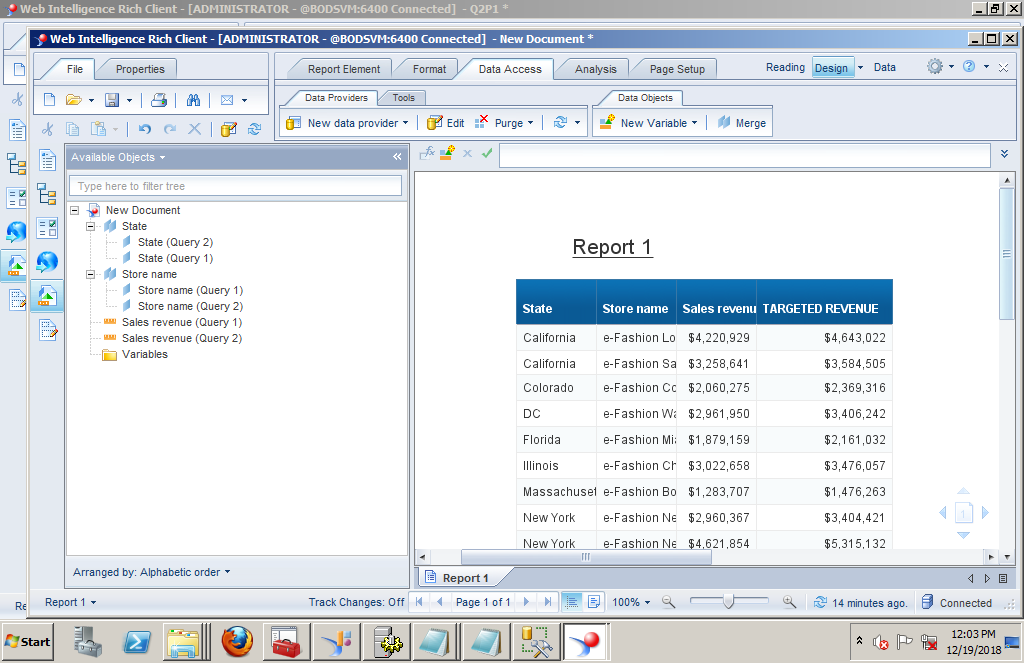 Web Intelligence Rich Client - [ADMINISTRATOR - @BODSVM:6400 Connected] - Q2P1 *
Web Intelligence Rich Client - [ADMINISTRATOR - @BODSVM:6400 Connected] - New Document *
File Properties Report Element Format Data Access Analysis Page Setup Reading Design Data
Data Providers Tools Data Objects
New data provider Edit Purge New Variable Merge
Available Objects
Type here to filter tree
New Document
State
State (Query 2)
State (Query 1)
Store name
Store name (Query 1)
Store name (Query 2)
Sales revenue (Query 1)
Sales revenue (Query 2)
Variables
Arranged by: Alphabetic order
Report 1
State Store name Sales revenu TARGETED REVENUE
California e-Fashion Lo $4,220,929 $4,643,022
California e-Fashion Sa $3,258,641 $3,584,505
Colorado e-Fashion Co $2,060,275 $2,369,316
DC e-Fashion Wa $2,961,950 $3,406,242
Florida e-Fashion Mia $1,879,159 $2,161,032
Illinois e-Fashion Ch $3,022,658 $3,476,057
Massachuset e-Fashion Bo $1,283,707 $1,476,263
New York e-Fashion Ne $2,960,367 $3,404,421
New York e-Fashion Ne $4,621,854 $5,315,132
1
Report 1
Re Report 1 Track Changes: Off Page 1 of 1 100% 14 minutes ago. Connected
Start 12:03 PM
12/19/2018